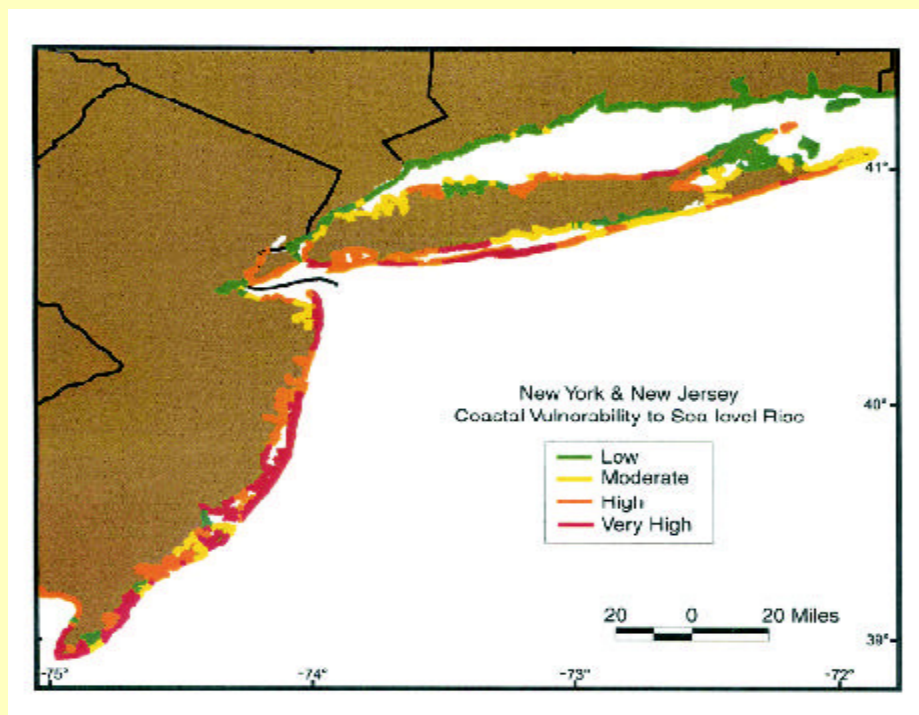 41°
New York & New Jersey
Coastal Vulnerability to Sea-level Rise
40°
Low
Moderate
High
Very High
20 0 20 Miles
39°
-75° -74° -73° -72°